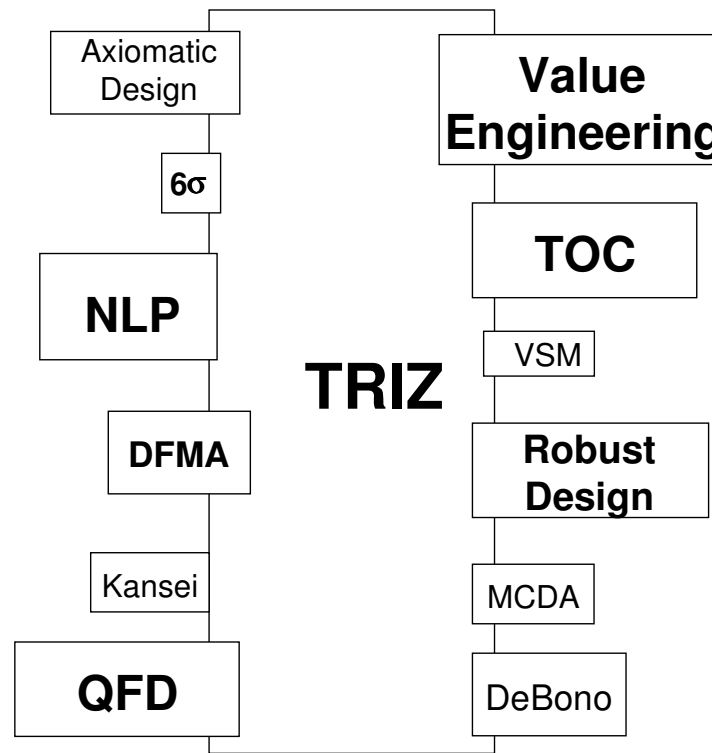 Axiomatic
Design
6σ
NLP
DFMA
Kansei
QFD
TRIZ
Value
Engineering
TOC
VSM
Robust
Design
MCDA
DeBono